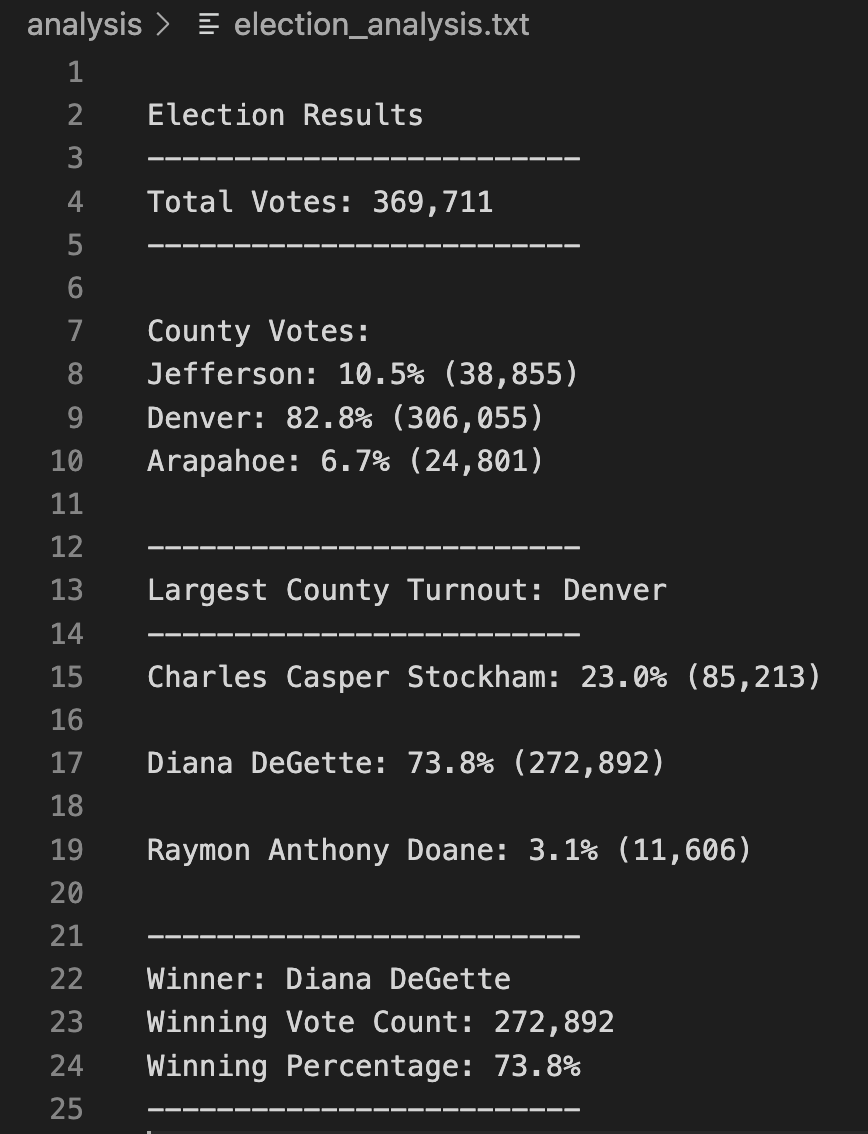 analysis > election_analysis.txt
1
2 Election Results
3 -------------------------
4 Total Votes: 369,711
5 -------------------------
6
7 County Votes:
8 Jefferson: 10.5% (38,855)
9 Denver: 82.8% (306,055)
10 Arapahoe: 6.7% (24,801)
11
12 -------------------------
13 Largest County Turnout: Denver
14 -------------------------
15 Charles Casper Stockham: 23.0% (85,213)
16
17 Diana DeGette: 73.8% (272,892)
18
19 Raymon Anthony Doane: 3.1% (11,606)
20
21 -------------------------
22 Winner: Diana DeGette
23 Winning Vote Count: 272,892
24 Winning Percentage: 73.8%
25 -------------------------